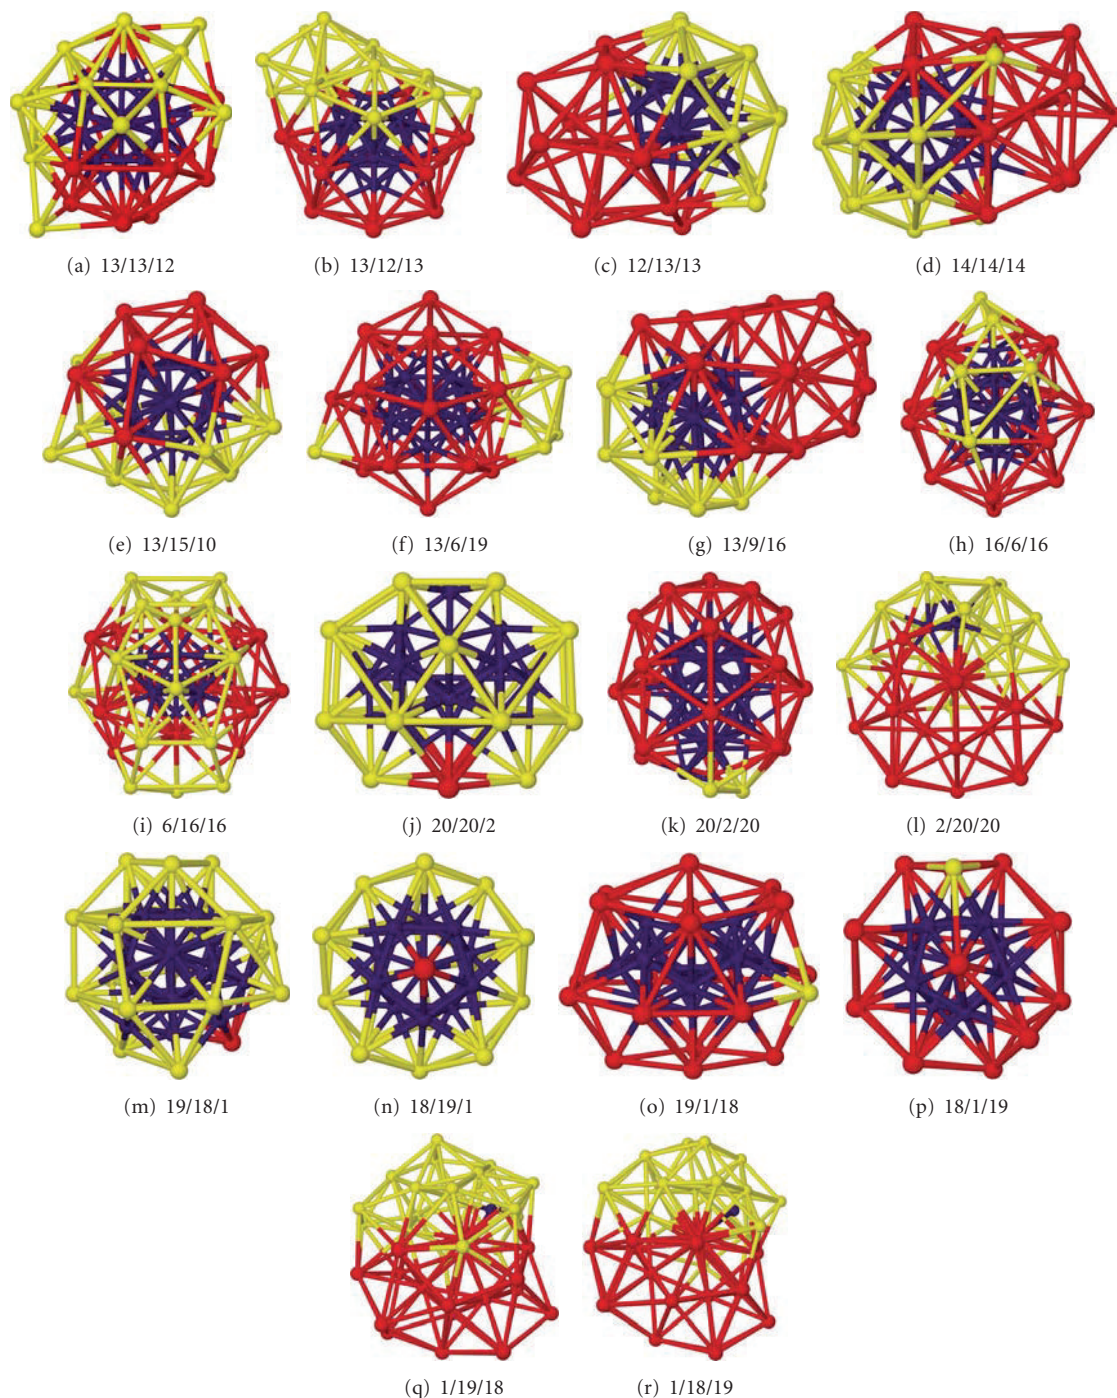 (a) 13/13/12
(b) 13/12/13
(c) 12/13/13
(d) 14/14/14
(e) 13/15/10
(f) 13/6/19
(g) 13/9/16
(h) 16/6/16
(i) 6/16/16
(j) 20/20/2
(k) 20/2/20
(l) 2/20/20
(m) 19/18/1
(n) 18/19/1
(o) 19/1/18
(p) 18/1/19
(q) 1/19/18
(r) 1/18/19